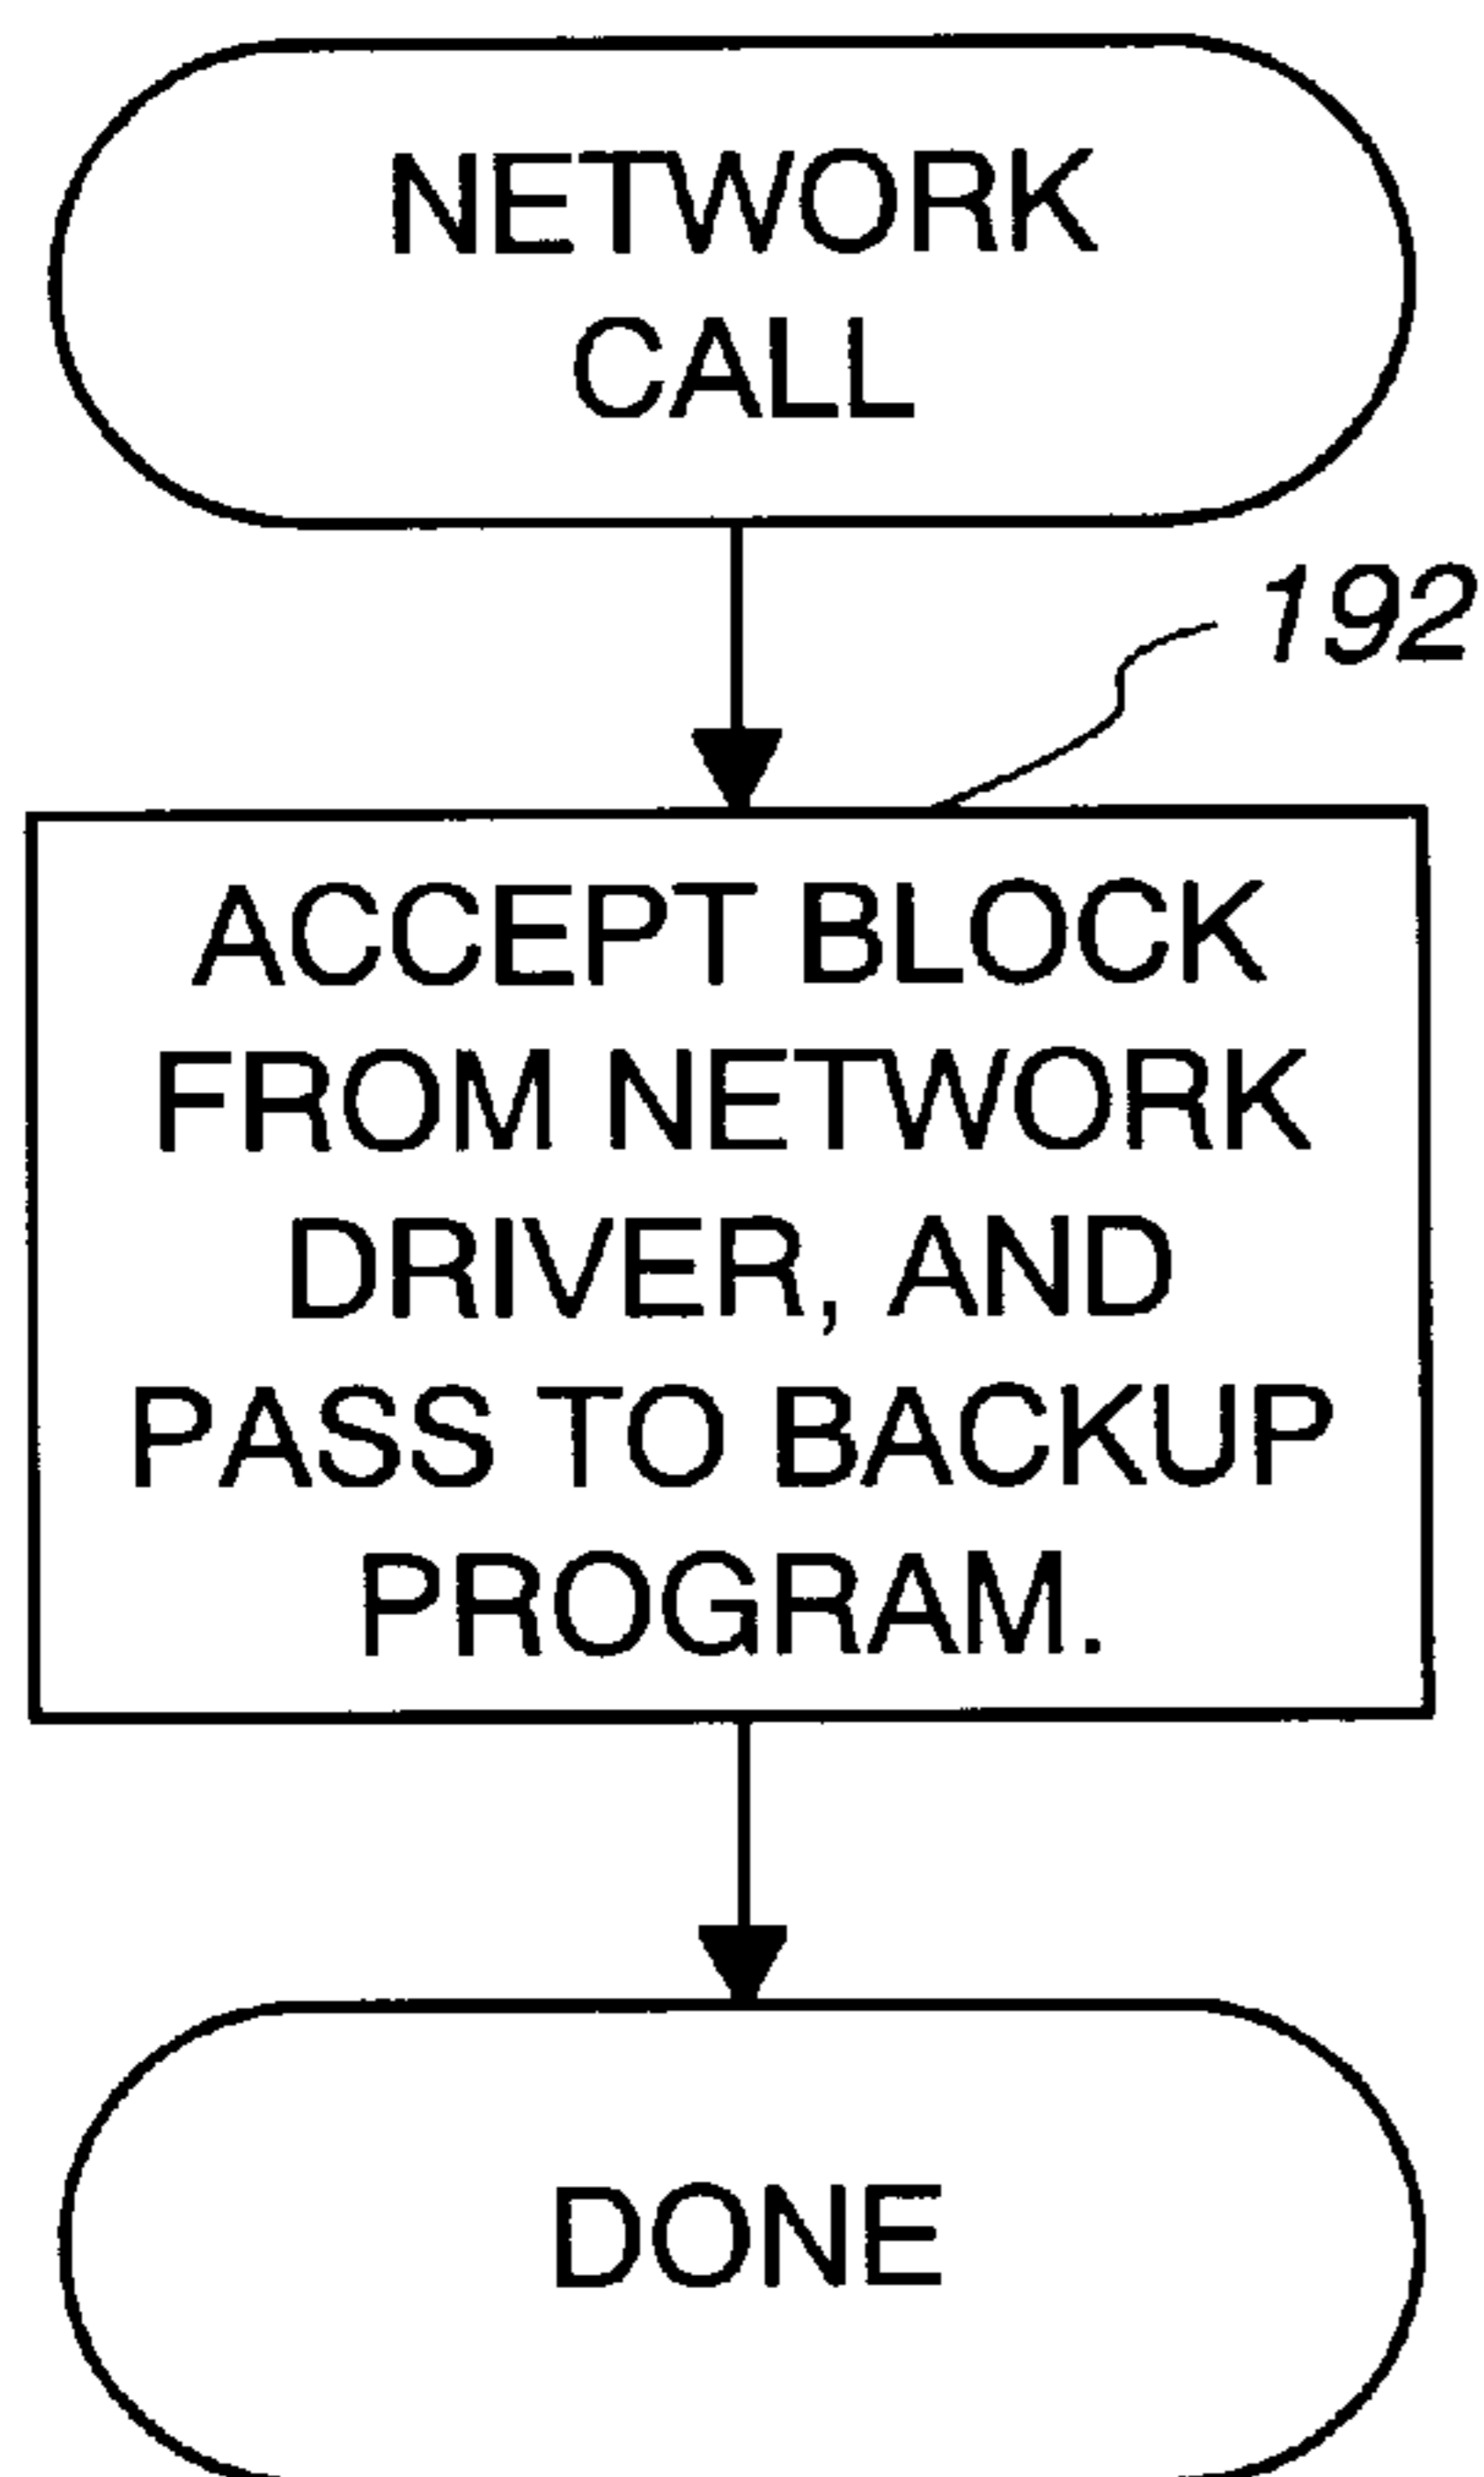 NETWORK
CALL
192
ACCEPT BLOCK
FROM NETWORK
DRIVER, AND
PASS TO BACKUP
PROGRAM.
DONE